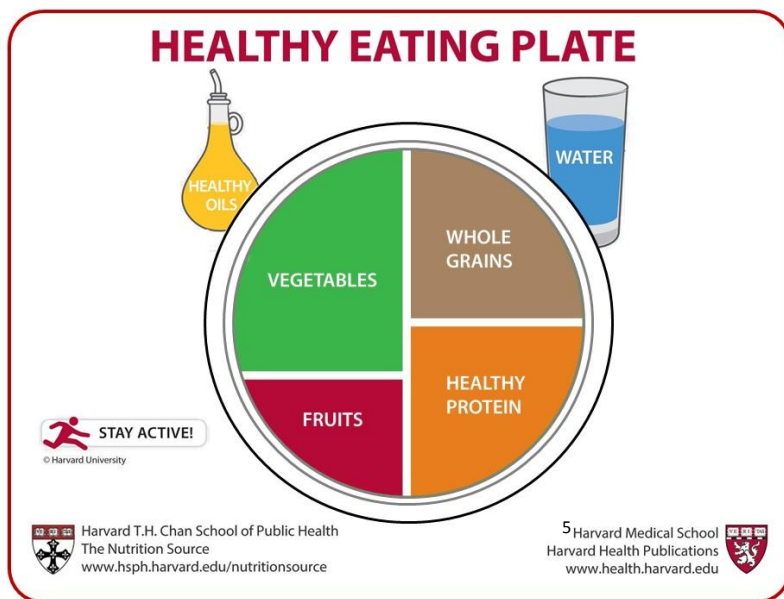 HEALTHY EATING PLATE
HEALTHY
OILS
WATER
VEGETABLES
WHOLE
GRAINS
FRUITS
HEALTHY
PROTEIN
STAY ACTIVE!
© Harvard University
Harvard T.H. Chan School of Public Health
The Nutrition Source
www.hsph.harvard.edu/nutritionsource
5
Harvard Medical School
Harvard Health Publications
www.health.harvard.edu